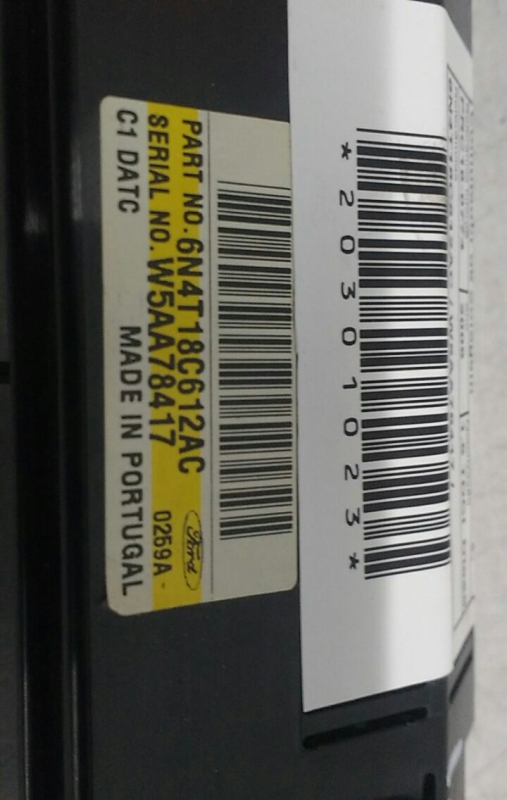 PART NO. 6N4T18C612AC
SERIAL NO. W5AA78417
Ford
0259A -
C1 DATC MADE IN PORTUGAL
*20301023*